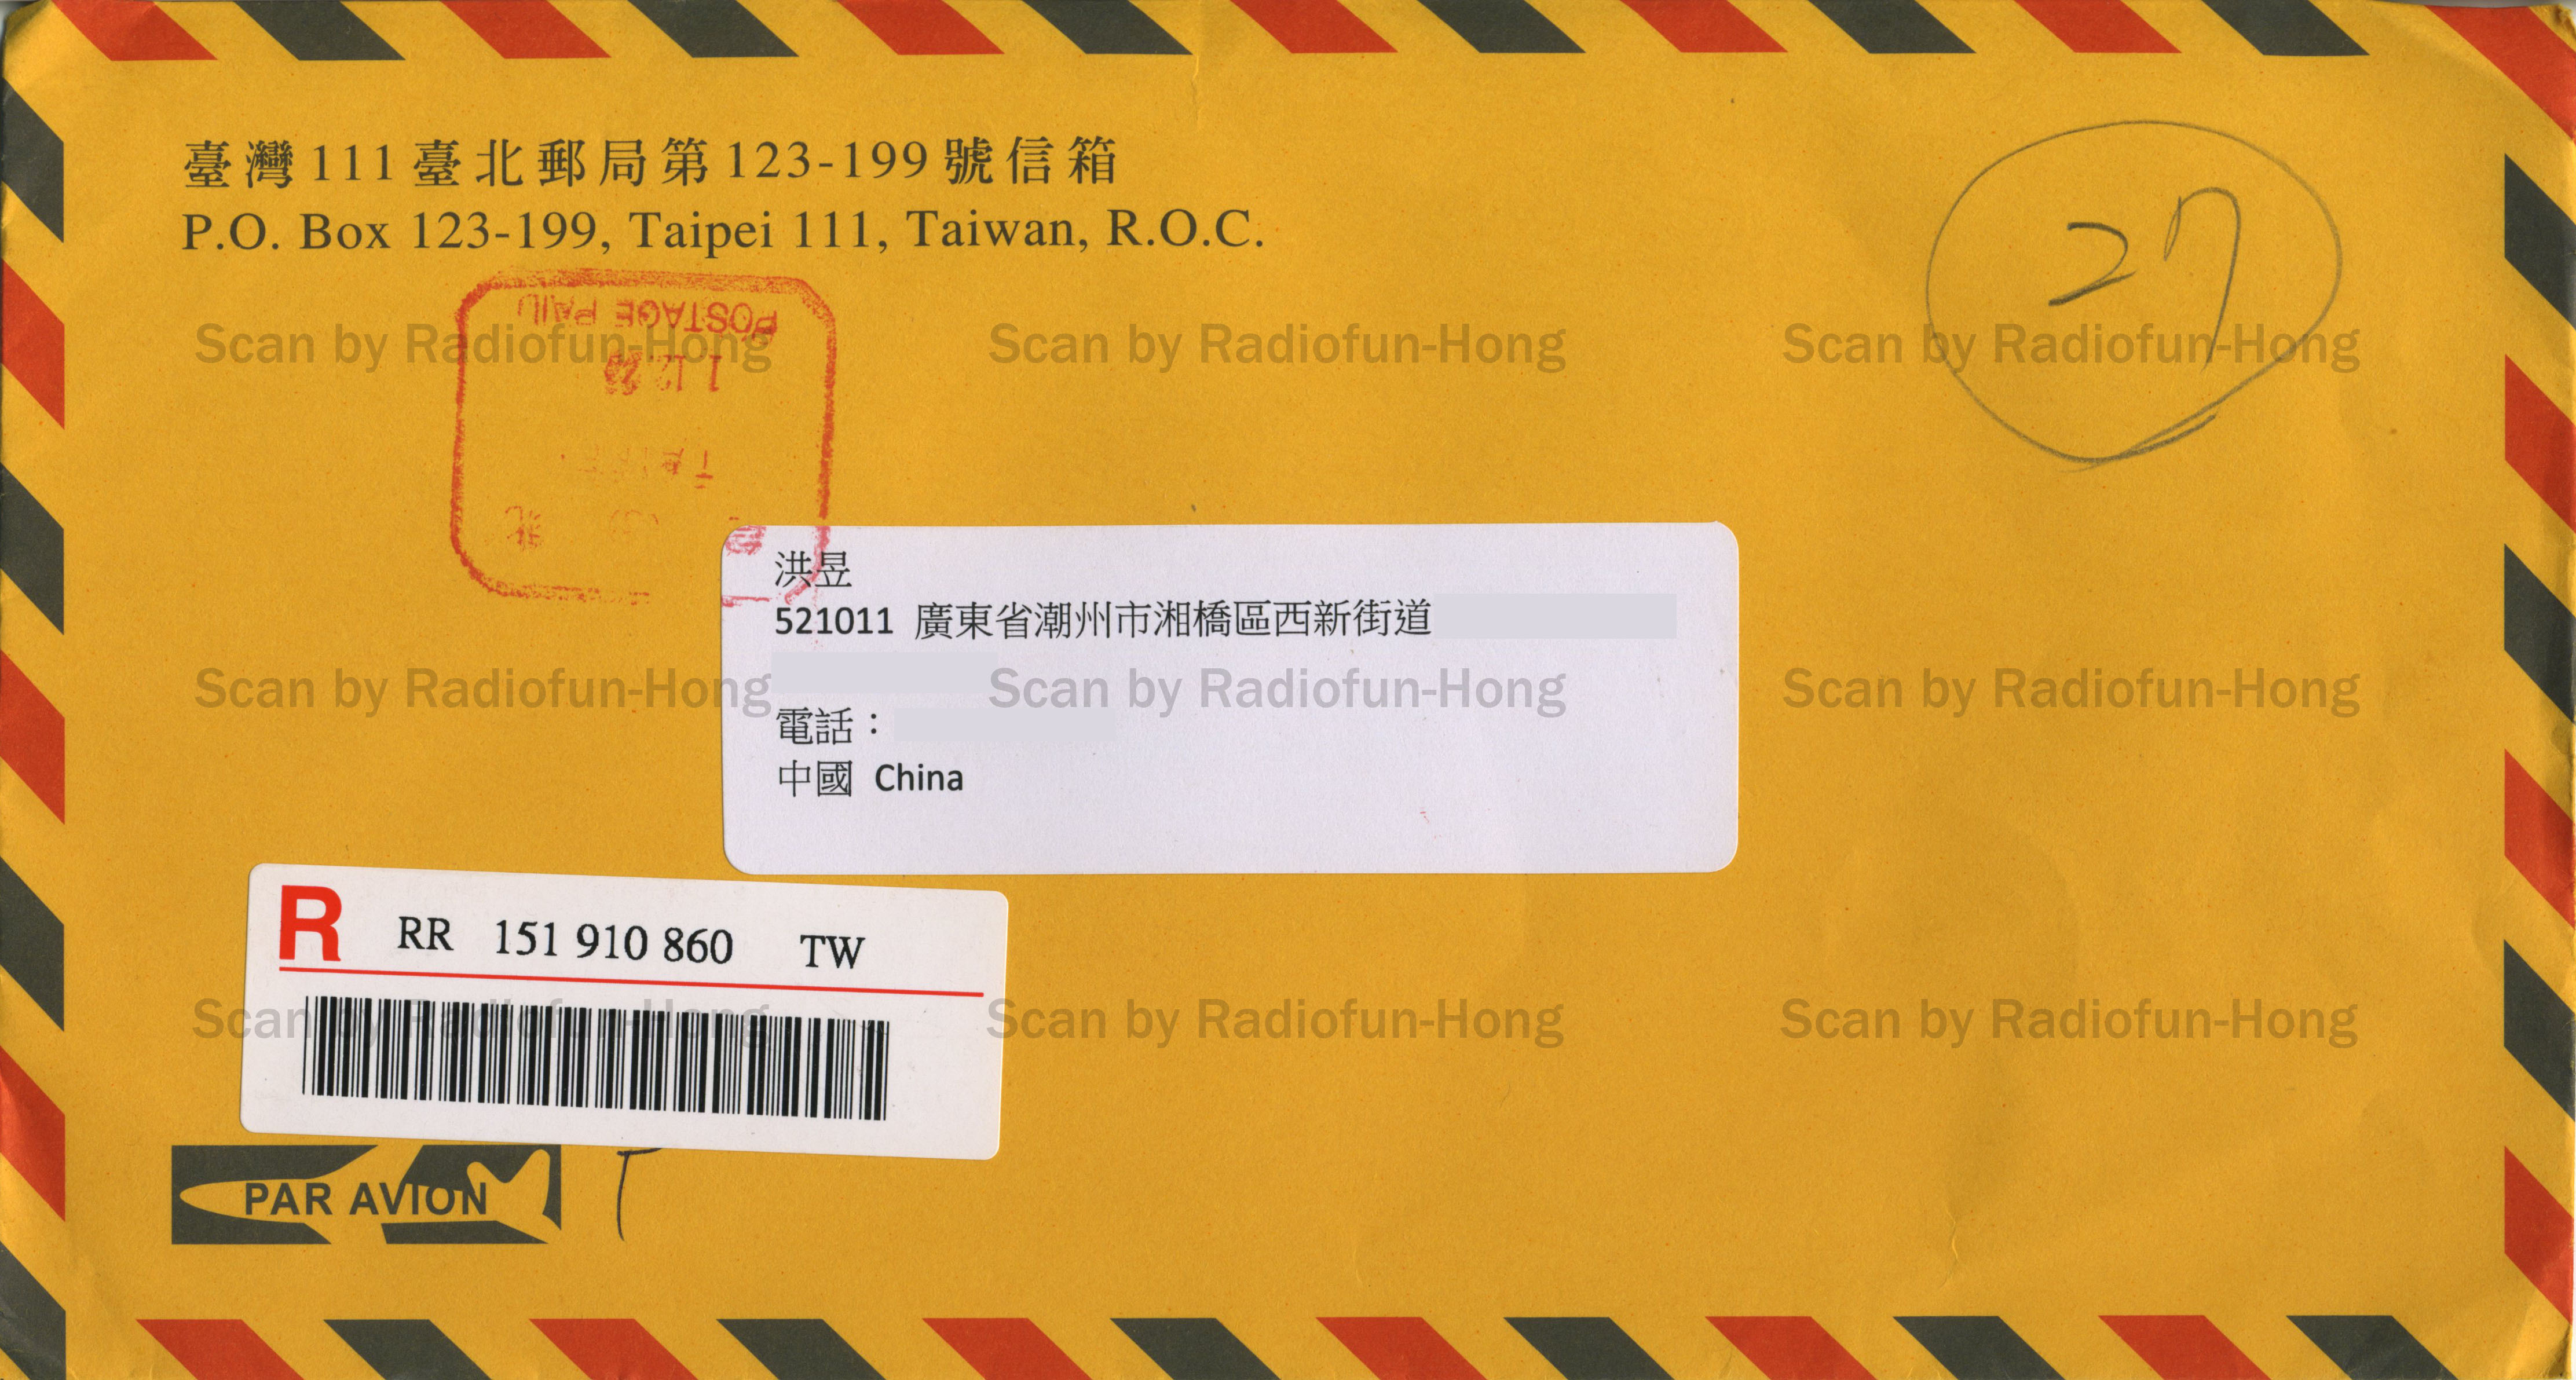 臺灣111臺北郵局第123-199號信箱
P.O. Box 123-199, Taipei 111, Taiwan, R.O.C.
27
POSTAGE PAID
Scan by Radiofun-Hong Scan by Radiofun-Hong Scan by Radiofun-Hong
洪昱
521011 廣東省潮州市湘橋區西新街道
Scan by Radiofun-Hong Scan by Radiofun-Hong Scan by Radiofun-Hong
電話：
中國 China
R RR 151 910 860 TW
Scan by Radiofun-Hong Scan by Radiofun-Hong Scan by Radiofun-Hong
PAR AVION